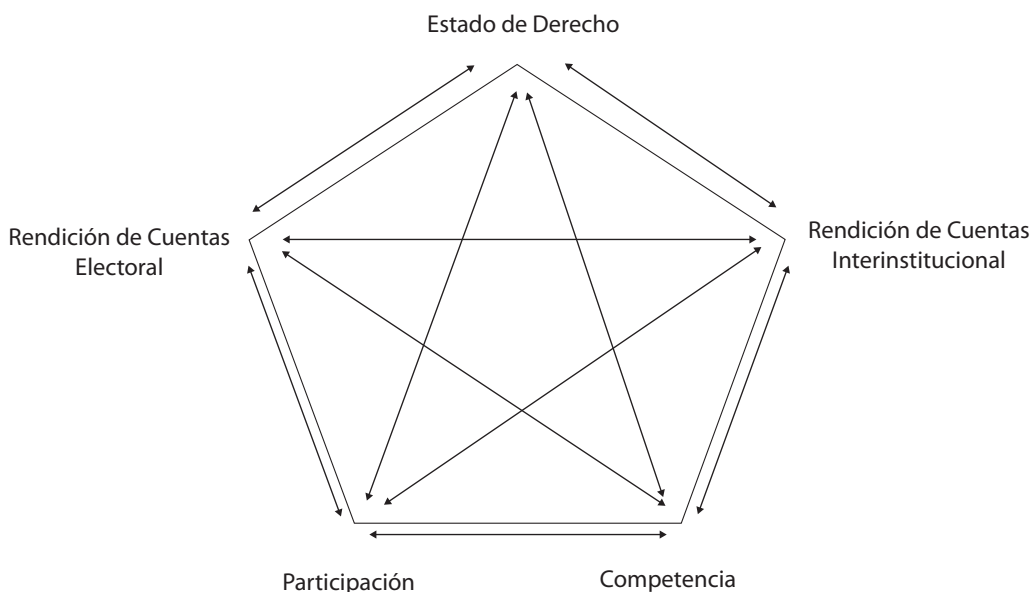 Estado de Derecho
Rendición de Cuentas
Electoral
Rendición de Cuentas
Interinstitucional
Participación
Competencia